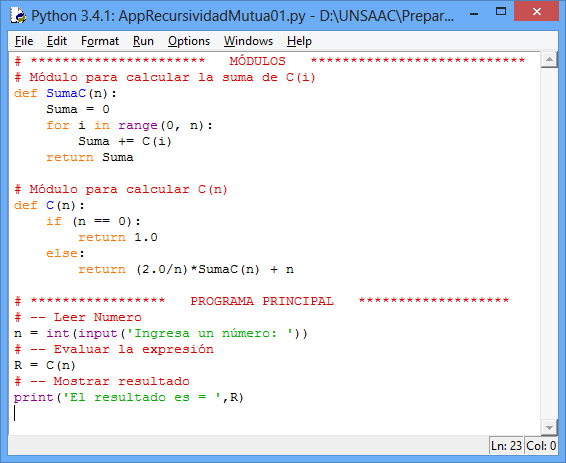 Python 3.4.1: AppRecursividadMutua01.py - D:\UNSAAC\Prepar...
File Edit Format Run Options Windows Help
# ********************** MÓDULOS ***************************
# Módulo para calcular la suma de C(i)
def SumaC(n):
    Suma = 0
    for i in range(0, n):
        Suma += C(i)
    return Suma
# Módulo para calcular C(n)
def C(n):
    if (n == 0):
        return 1.0
    else:
        return (2.0/n)*SumaC(n) + n
# ***************** PROGRAMA PRINCIPAL *******************
# -- Leer Numero
n = int(input('Ingresa un número: '))
# -- Evaluar la expresión
R = C(n)
# -- Mostrar resultado
print('El resultado es = ',R)
Ln: 23 Col: 0